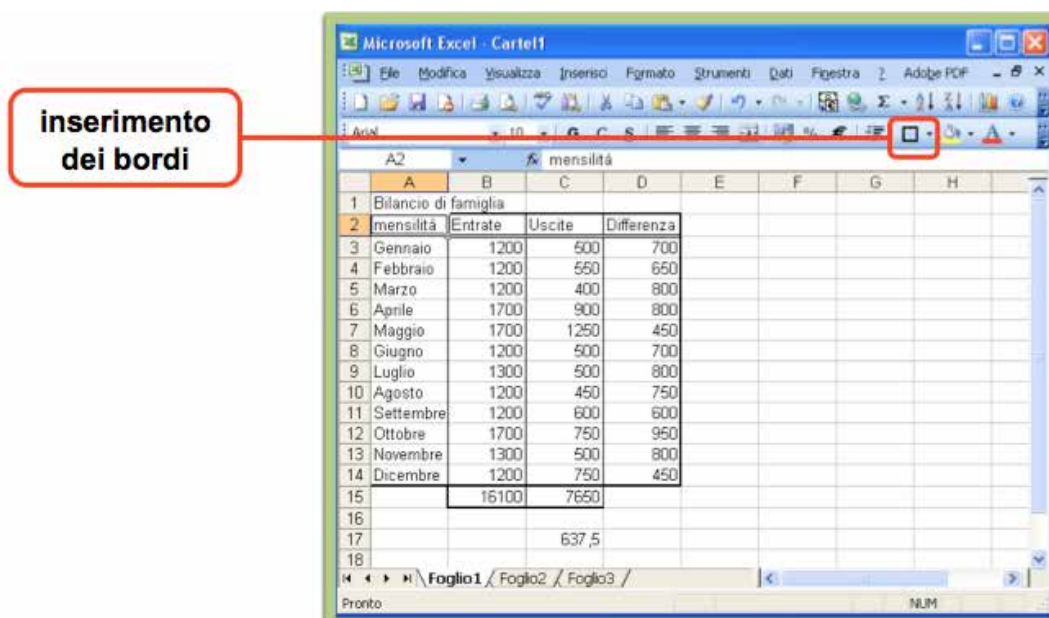 inserimento
dei bordi
Microsoft Excel - Cartel1
File Modifica Visualizza Inserisci Formato Strumenti Dati Finestra ? Adobe PDF
Arial 10 G C S % €
A2 fx mensilitá
A B C D E F G H
1 Bilancio di famiglia
2 mensilitá Entrate Uscite Differenza
3 Gennaio 1200 500 700
4 Febbraio 1200 550 650
5 Marzo 1200 400 800
6 Aprile 1700 900 800
7 Maggio 1700 1250 450
8 Giugno 1200 500 700
9 Luglio 1300 500 800
10 Agosto 1200 450 750
11 Settembre 1200 600 600
12 Ottobre 1700 750 950
13 Novembre 1300 500 800
14 Dicembre 1200 750 450
15 16100 7650
16
17 637,5
18
Foglio1 / Foglio2 / Foglio3 /
Pronto NUM